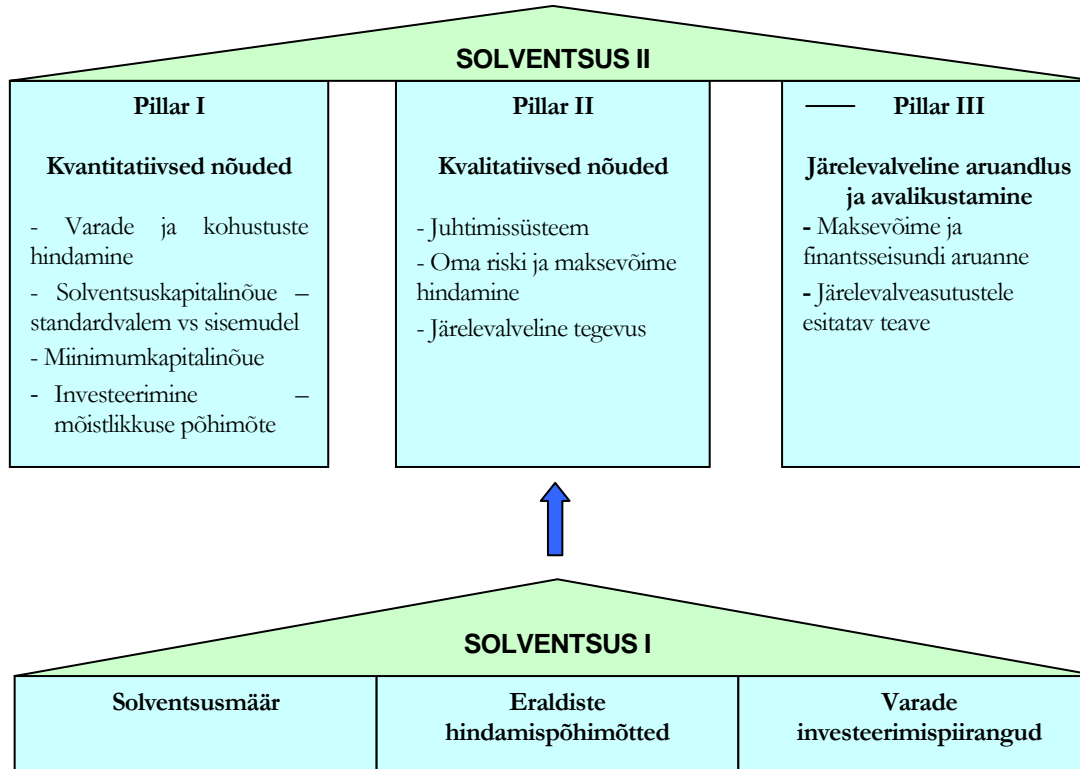 SOLVENTSUS II
Pillar I
Kvantitatiivsed nõuded
- Varade ja kohustuste
hindamine
- Solventsuskapitalinõue –
standardvalem vs sisemudel
- Miinimumkapitalinõue
- Investeerimine –
mõistlikkuse põhimõte
Pillar II
Kvalitatiivsed nõuded
- Juhtimissüsteem
- Oma riski ja maksevõime
hindamine
- Järelevalveline tegevus
Pillar III
Järelevalveline aruandlus
ja avalikustamine
- Maksevõime ja
finantsseisundi aruanne
- Järelevalveasutustele
esitatav teave
SOLVENTSUS I
Solventsusmäär
Eraldiste
hindamispõhimõtted
Varade
investeerimispiirangud